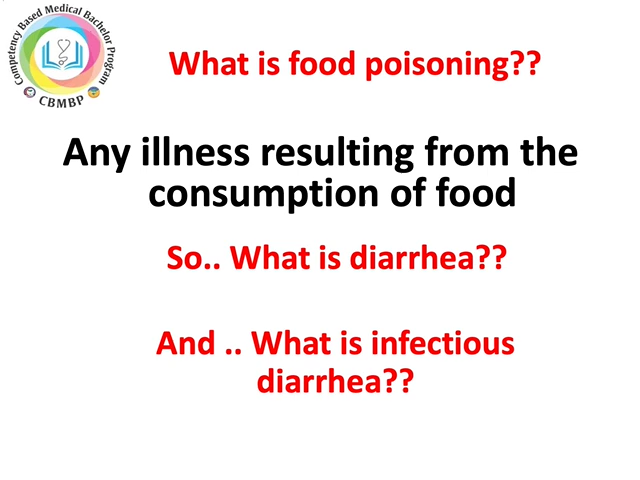 Competency Based Medical Bachelor Program
CBMBP
What is food poisoning??
Any illness resulting from the
consumption of food
So.. What is diarrhea??
And .. What is infectious
diarrhea??